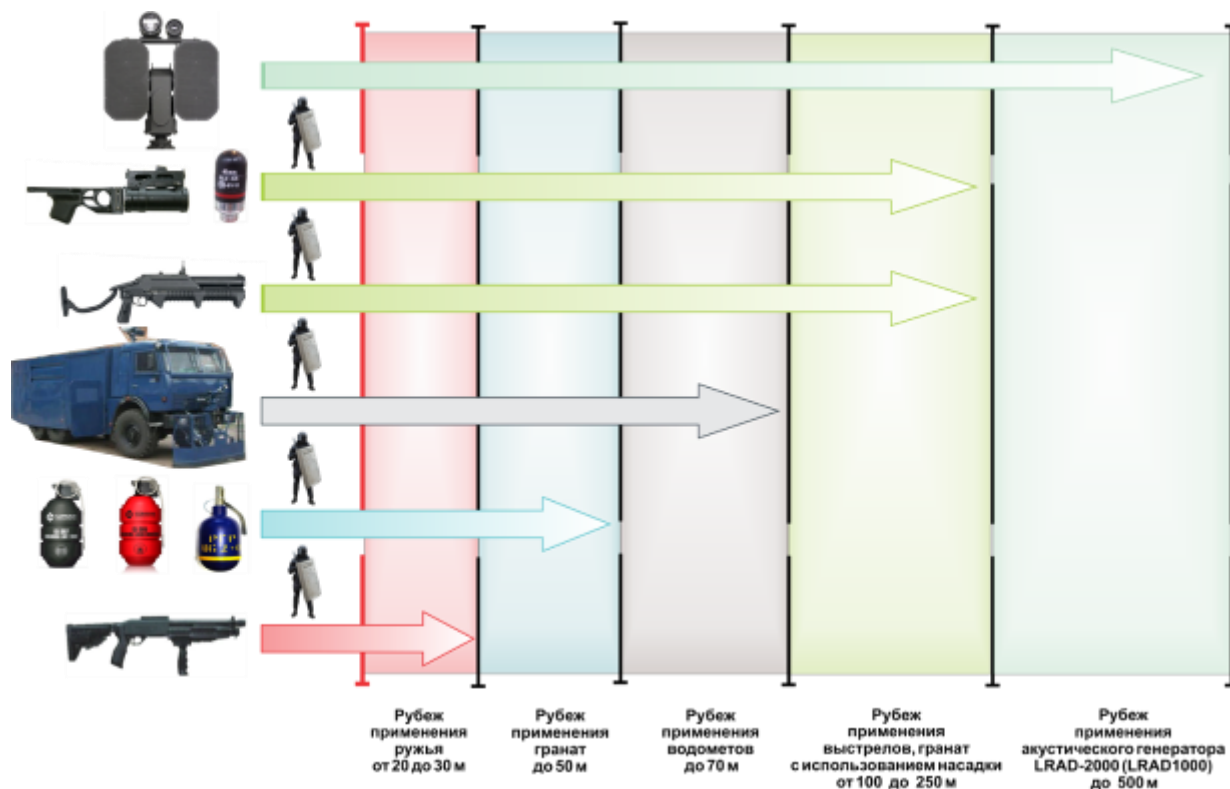 Рубеж
применения
ружья
от 20 до 30 м
Рубеж
применения
гранат
до 50 м
Рубеж
применения
водометов
до 70 м
Рубеж
применения
выстрелов, гранат
с использованием насадки
от 100 до 250 м
Рубеж
применения
акустического генератора
LRAD-2000 (LRAD1000)
до 500 м